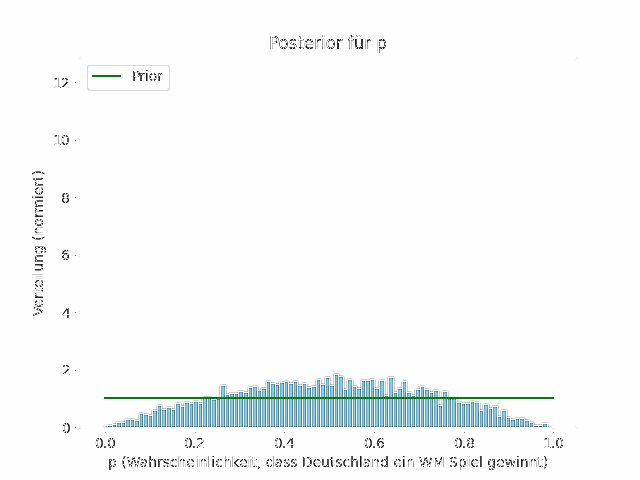 Posterior für p
Prior
12
10
8
6
4
2
0
Verteilung (normiert)
0.0 0.2 0.4 0.6 0.8 1.0
p (Wahrscheinlichkeit, dass Deutschland ein WM Spiel gewinnt)